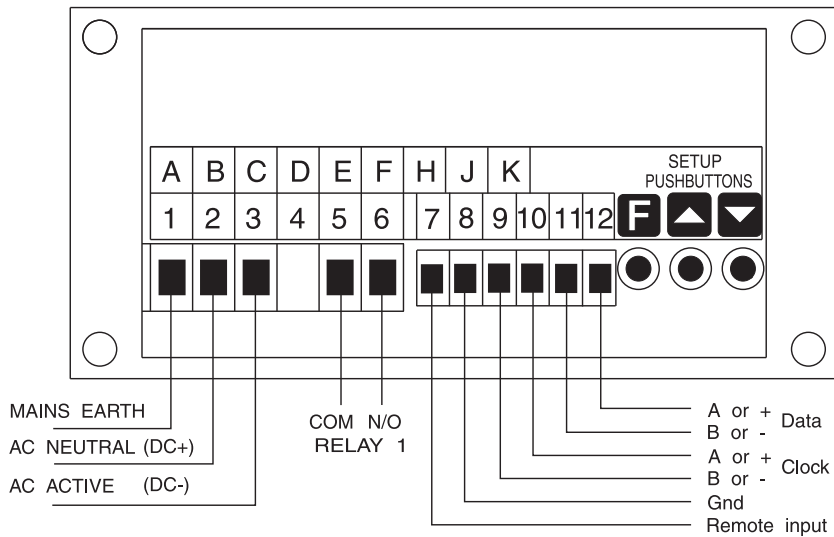 A B C D E F H J K
SETUP
PUSHBUTTONS
1 2 3 4 5 6 7 8 9 10 11 12 F
MAINS EARTH
AC NEUTRAL (DC+)
AC ACTIVE (DC-)
COM N/O
RELAY 1
A or + Data
B or -
A or + Clock
B or -
Gnd
Remote input